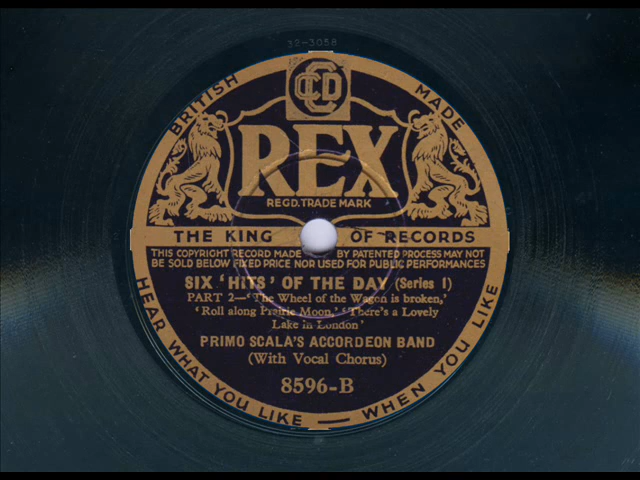 32-3058
BRITISH MADE
CCCD
REX
REGD. TRADE MARK
THE KING OF RECORDS
THIS COPYRIGHT RECORD MADE BY PATENTED PROCESS MAY NOT
BE SOLD BELOW FIXED PRICE NOR USED FOR PUBLIC PERFORMANCES
SIX 'HITS' OF THE DAY (Series 1)
PART 2—'The Wheel of the Wagon is broken,'
'Roll along Prairie Moon,' 'There's a Lovely
Lake in London'
PRIMO SCALA'S ACCORDEON BAND
(With Vocal Chorus)
8596-B
HEAR WHAT YOU LIKE — WHEN YOU LIKE